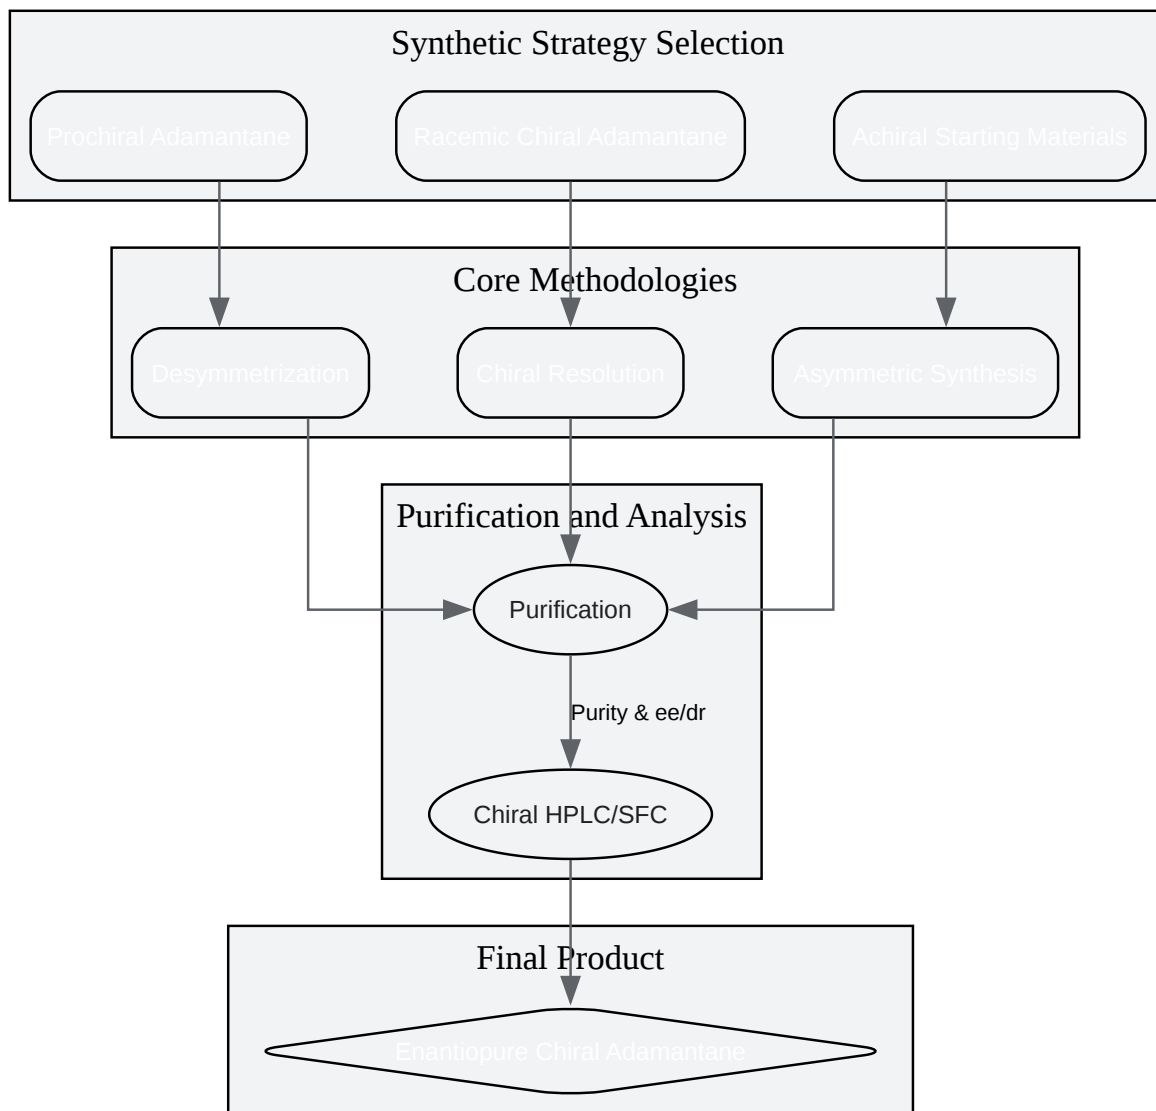 Synthetic Strategy Selection
Prochiral Adamantane
Racemic Chiral Adamantane
Achiral Starting Materials
Core Methodologies
Desymmetrization
Chiral Resolution
Asymmetric Synthesis
Purification and Analysis
Purification
Purity & ee/dr
Chiral HPLC/SFC
Final Product
Enantiopure Chiral Adamantane